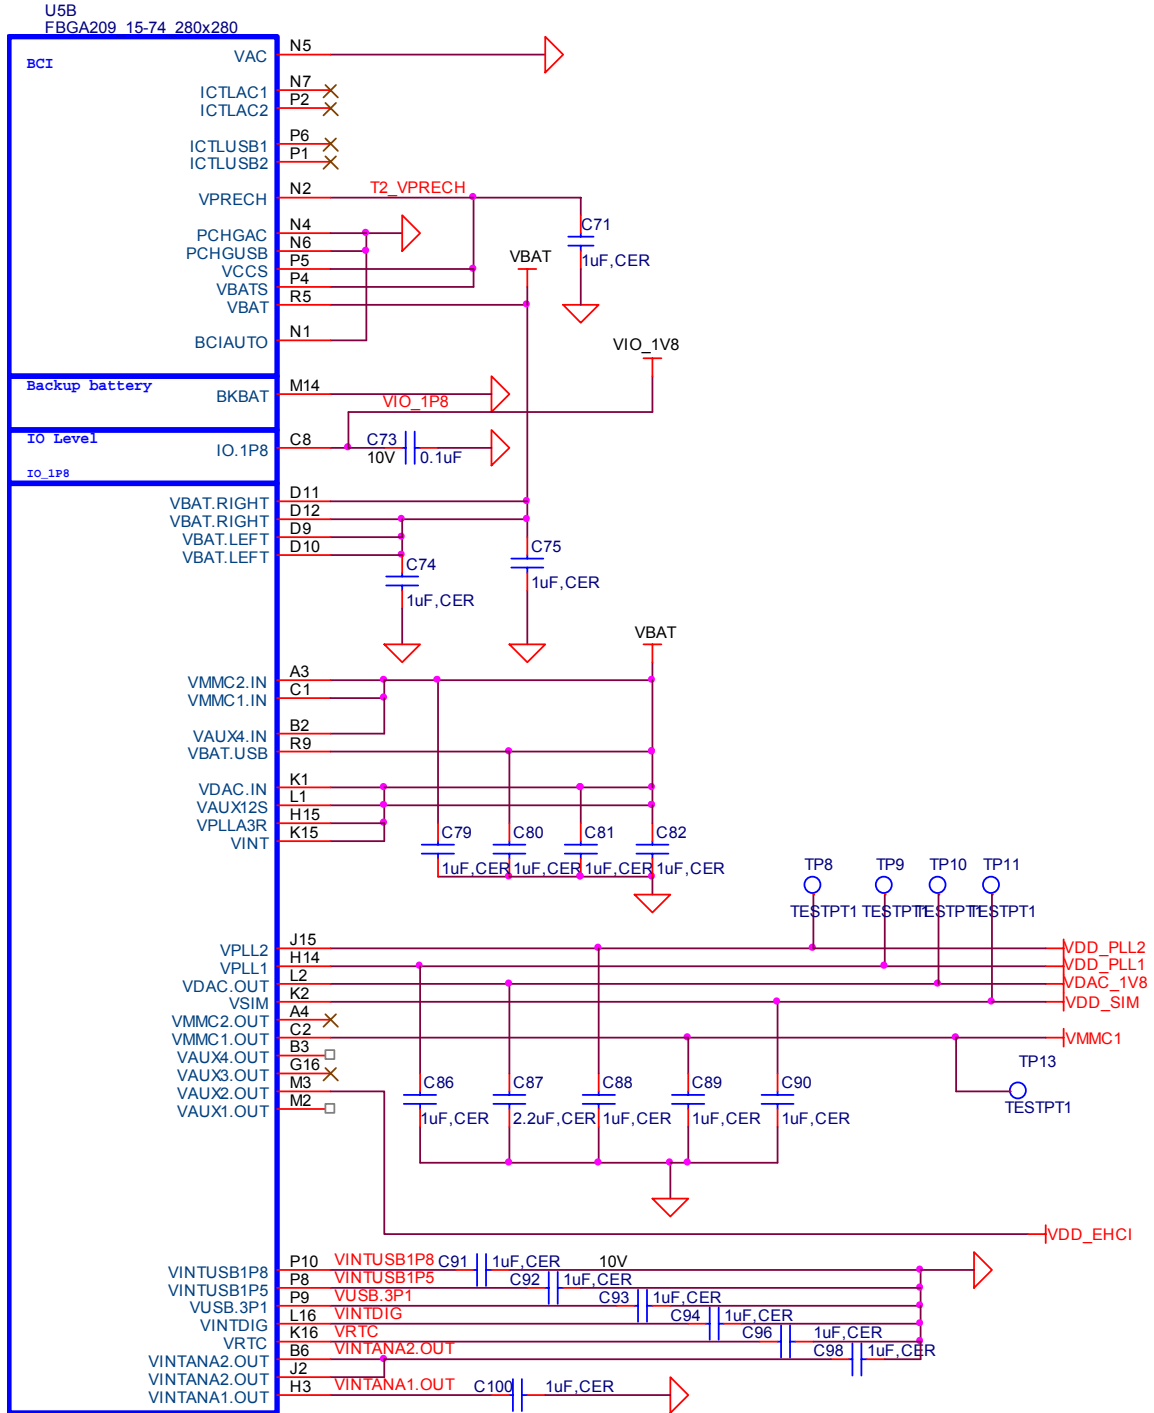 U5B
FBGA209_15-74_280x280
BCI
VAC N5
ICTLAC1 N7
ICTLAC2 P2
ICTLUSB1 P6
ICTLUSB2 P1
VPRECH N2 T2_VPRECH
C71
1uF,CER
PCHGAC N4
PCHGUSB N6
VCCS P5
VBATS P4
VBAT R5
VBAT
BCIAUTO N1
VIO_1V8
Backup battery
BKBAT M14
VIO_1P8
IO Level
IO.1P8 C8
C73
10V 0.1uF
IO_1P8
VBAT.RIGHT D11
VBAT.RIGHT D12
VBAT.LEFT D9
VBAT.LEFT D10
C74
1uF,CER
C75
1uF,CER
VBAT
VMMC2.IN A3
VMMC1.IN C1
VAUX4.IN B2
VBAT.USB R9
VDAC.IN K1
VAUX12S L1
VPLLA3R H15
VINT K15
C79 C80 C81 C82
1uF,CER 1uF,CER 1uF,CER 1uF,CER
TP8 TP9 TP10 TP11
TESTPT1 TESTPT1 TESTPT1 TESTPT1
VPLL2 J15 VDD_PLL2
VPLL1 H14 VDD_PLL1
VDAC.OUT L2 VDAC_1V8
VSIM K2 VDD_SIM
VMMC2.OUT A4
VMMC1.OUT C2 VMMC1
VAUX4.OUT B3
VAUX3.OUT G16
VAUX2.OUT M3
VAUX1.OUT M2
TP13
TESTPT1
C86 C87 C88 C89 C90
1uF,CER 2.2uF,CER 1uF,CER 1uF,CER 1uF,CER
VDD_EHCI
VINTUSB1P8 P10 VINTUSB1P8 C91 1uF,CER 10V
VINTUSB1P5 P8 VINTUSB1P5 C92 1uF,CER
VUSB.3P1 P9 VUSB.3P1 C93 1uF,CER
VINTDIG L16 VINTDIG C94 1uF,CER
VRTC K16 VRTC C96 1uF,CER
VINTANA2.OUT B6 VINTANA2.OUT C98 1uF,CER
VINTANA2.OUT J2
VINTANA1.OUT H3 VINTANA1.OUT C100 1uF,CER